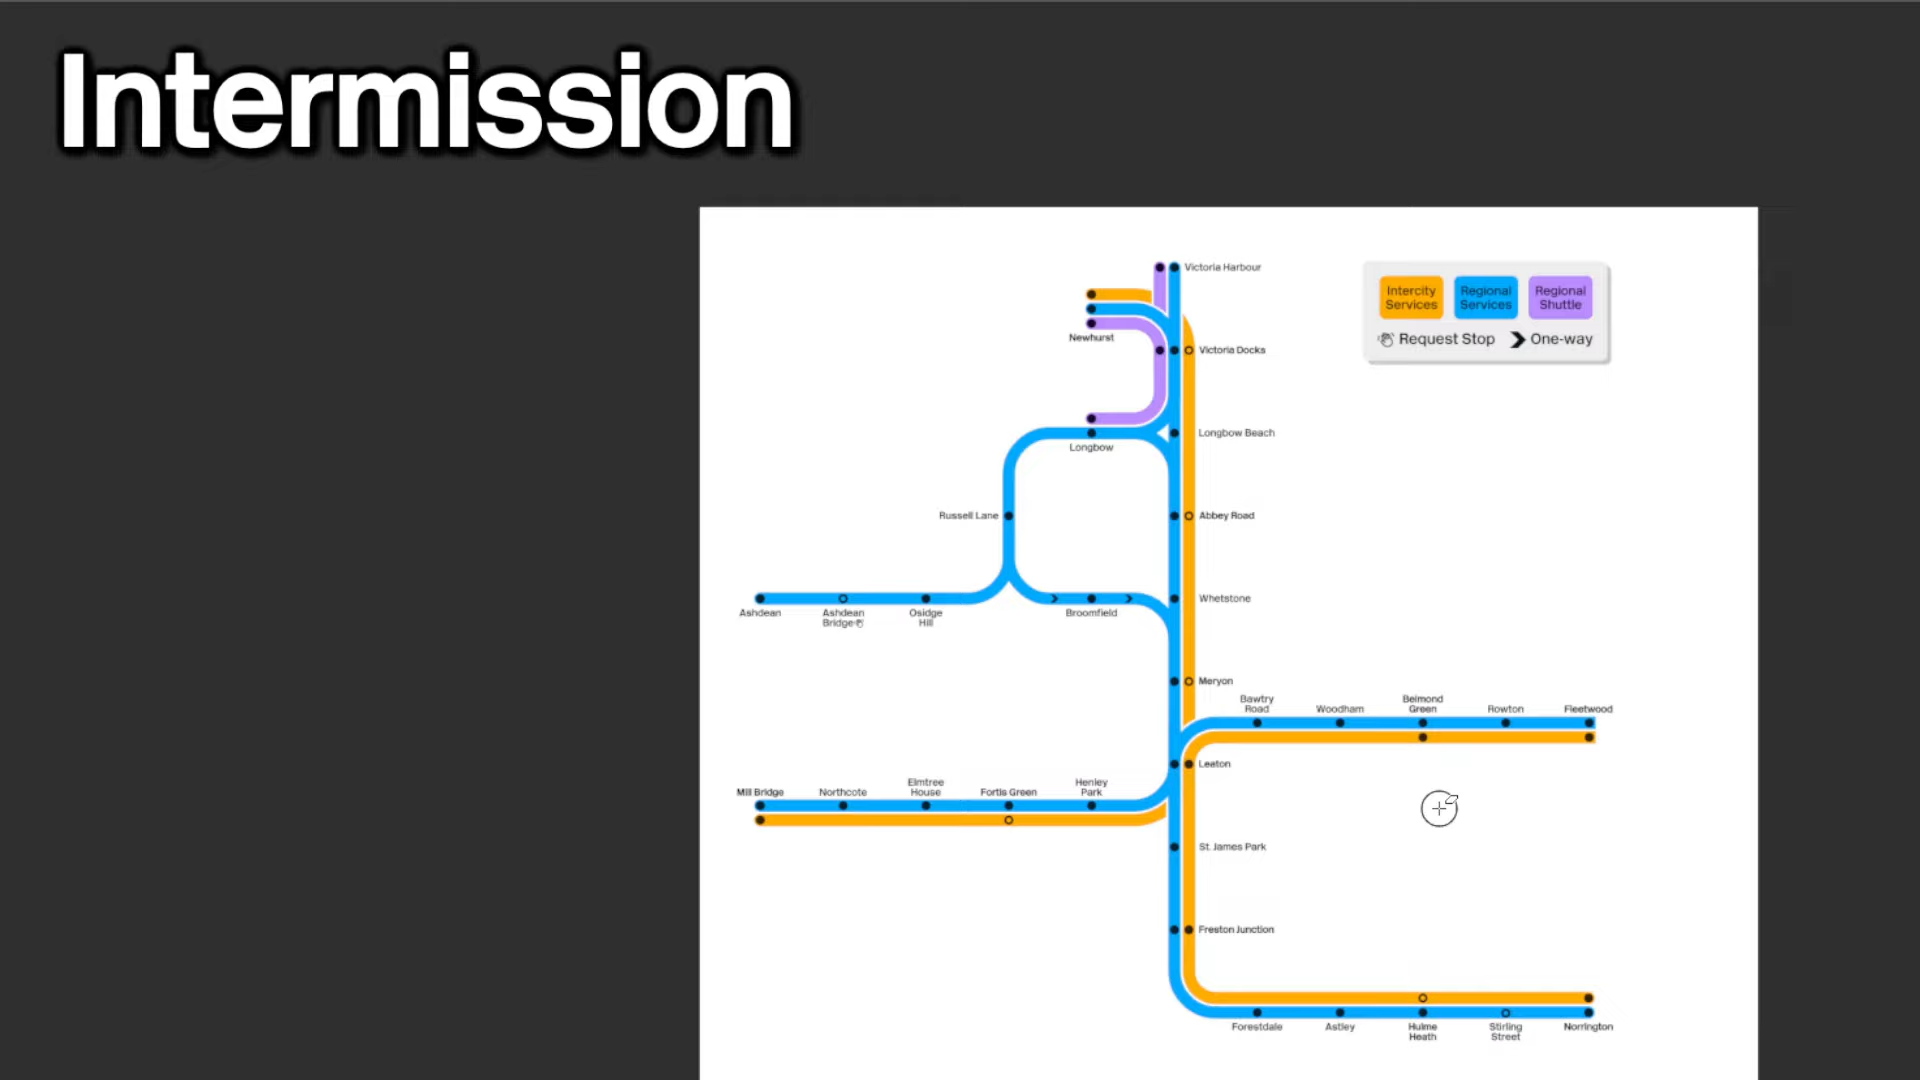 Intermission
Victoria Harbour
Intercity
Services
Regional
Services
Regional
Shuttle
Request Stop
One-way
Newhurst
Victoria Docks
Longbow Beach
Longbow
Russell Lane
Abbey Road
Ashdean
Ashdean
Bridge
Osidge
Hill
Broomfield
Whetstone
Meryon
Bawtry
Road
Woodham
Belmond
Green
Rowton
Fleetwood
Leaton
Mill Bridge
Northcote
Elmtree
House
Fortis Green
Henley
Park
St. James Park
Freston Junction
Forestdale
Astley
Hulme
Heath
Stirling
Street
Norrington